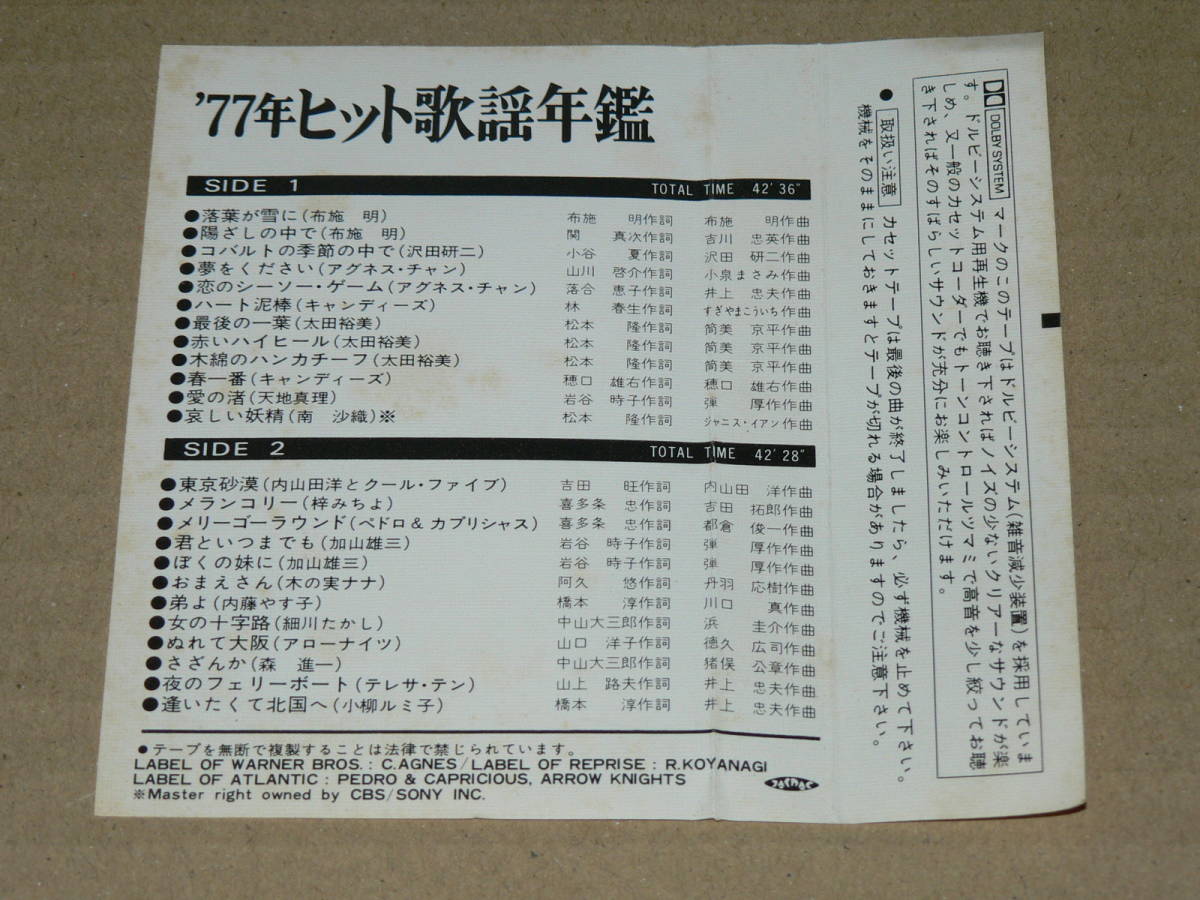 '77年ヒット歌謡年鑑
SIDE 1 TOTAL TIME 42'36"
●落葉が雪に(布施 明) 布施 明作詞 布施 明作曲
●陽ざしの中で(布施 明) 関 真次作詞 吉川 忠英作曲
●コバルトの季節の中で(沢田研二) 小谷 夏作詞 沢田 研二作曲
●夢をください(アグネス・チャン) 山川 啓介作詞 小泉まさみ作曲
●恋のシーソー・ゲーム(アグネス・チャン) 落合 恵子作詞 井上 忠夫作曲
●ハート泥棒(キャンディーズ) 林 春生作詞 すぎやまこういち作曲
●最後の一葉(太田裕美) 松本 隆作詞 筒美 京平作曲
●赤いハイヒール(太田裕美) 松本 隆作詞 筒美 京平作曲
●木綿のハンカチーフ(太田裕美) 松本 隆作詞 筒美 京平作曲
●春一番(キャンディーズ) 穂口 雄右作詞 穂口 雄右作曲
●愛の渚(天地真理) 岩谷 時子作詞 弾 厚作作曲
●哀しい妖精(南 沙織)※ 松本 隆作詞 ジャニス・イアン作曲
SIDE 2 TOTAL TIME 42'28"
●東京砂漠(内山田洋とクール・ファイブ) 吉田 旺作詞 内山田 洋作曲
●メランコリー(梓みちよ) 喜多条 忠作詞 吉田 拓郎作曲
●メリーゴーラウンド(ペドロ & カプリシャス) 喜多条 忠作詞 都倉 俊一作曲
●君といつまでも(加山雄三) 岩谷 時子作詞 弾 厚作作曲
●ぼくの妹に(加山雄三) 岩谷 時子作詞 弾 厚作作曲
●おまえさん(木の実ナナ) 阿久 悠作詞 丹羽 応樹作曲
●弟よ(内藤やす子) 橋本 淳作詞 川口 真作曲
●女の十字路(細川たかし) 中山大三郎作詞 浜 圭介作曲
●ぬれて大阪(アローナイツ) 山口 洋子作詞 徳久 広司作曲
●さざんか(森 進一) 中山大三郎作詞 猪俣 公章作曲
●夜のフェリーボート(テレサ・テン) 山上 路夫作詞 井上 忠夫作曲
●逢いたくて北国へ(小柳ルミ子) 橋本 淳作詞 井上 忠夫作曲
●テープを無断で複製することは法律で禁じられています。
LABEL OF WARNER BROS.: C.AGNES/LABEL OF REPRISE: R.KOYANAGI
LABEL OF ATLANTIC: PEDRO & CAPRICIOUS, ARROW KNIGHTS
※Master right owned by CBS/SONY INC.
DOLBY SYSTEM マークのこのテープはドルビーシステム(雑音減少装置)を採用していま
す。ドルビーシステム用再生機でお聴き下さればノイズの少ないクリアーなサウンドが楽
しめ、又一般のカセットコーダーでもトーンコントロールツマミで高音を少し絞ってお聴
き下さればそのすばらしいサウンドが充分にお楽しみいただけます。
● 取扱い注意 カセットテープは最後の曲が終了しましたら、必ず機械を止めて下さい。
機械をそのままにしておきますとテープが切れる場合がありますのでご注意下さい。